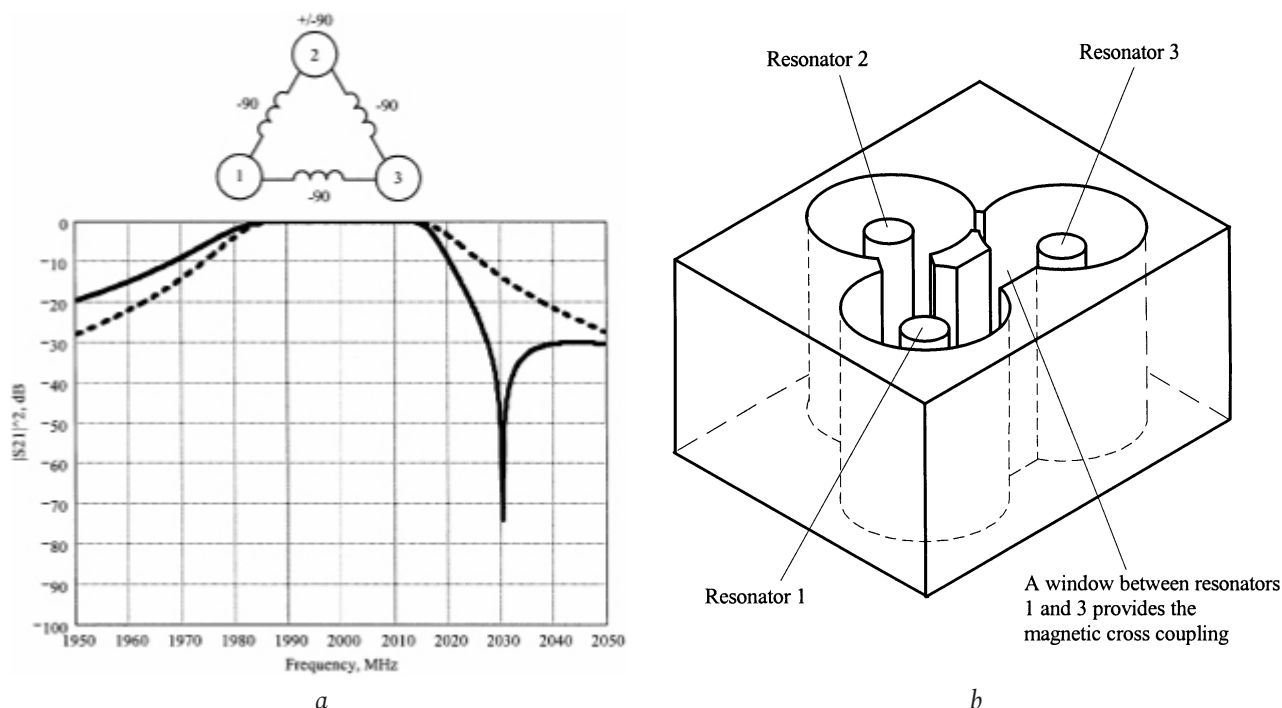 +/-90
2
-90
-90
1
3
-90
0
-10
-20
-30
-40
-50
-60
-70
-80
-90
-100
|S21|^2, dB
1950 1960 1970 1980 1990 2000 2010 2020 2030 2040 2050
Frequency, MHz
a
Resonator 2
Resonator 3
Resonator 1
A window between resonators
1 and 3 provides the
magnetic cross coupling
b